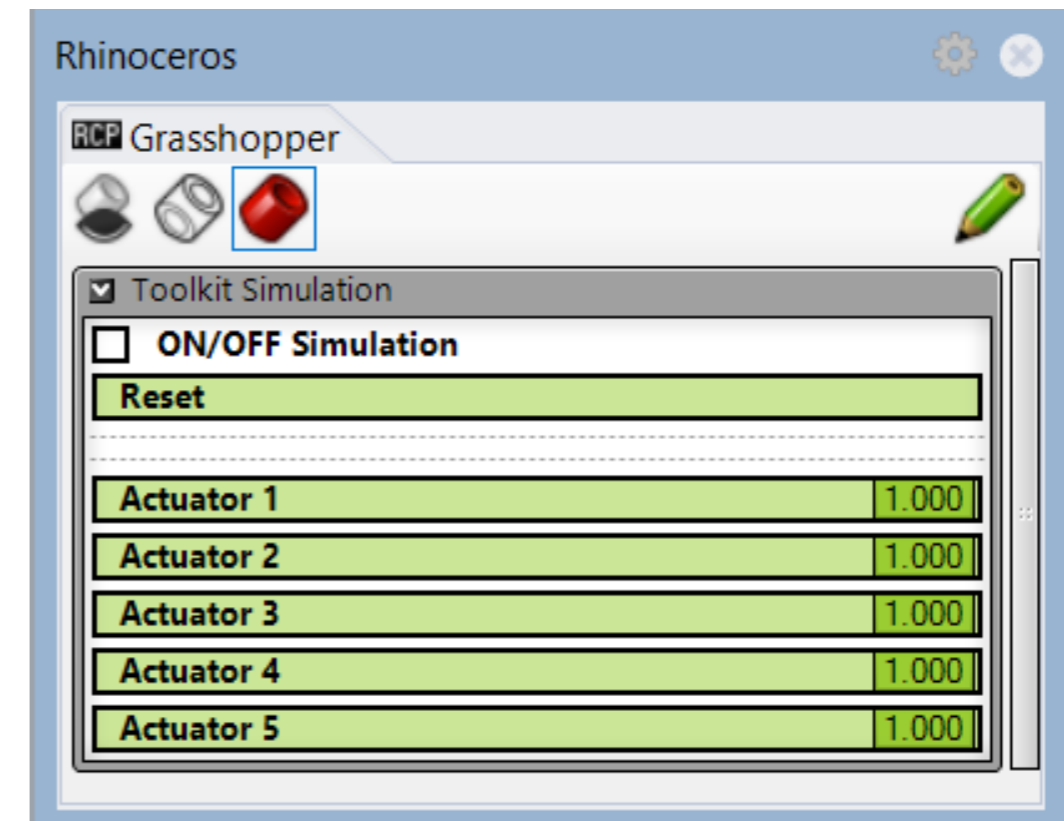 Rhinoceros
RCP Grasshopper
Toolkit Simulation
ON/OFF Simulation
Reset
Actuator 1 1.000
Actuator 2 1.000
Actuator 3 1.000
Actuator 4 1.000
Actuator 5 1.000